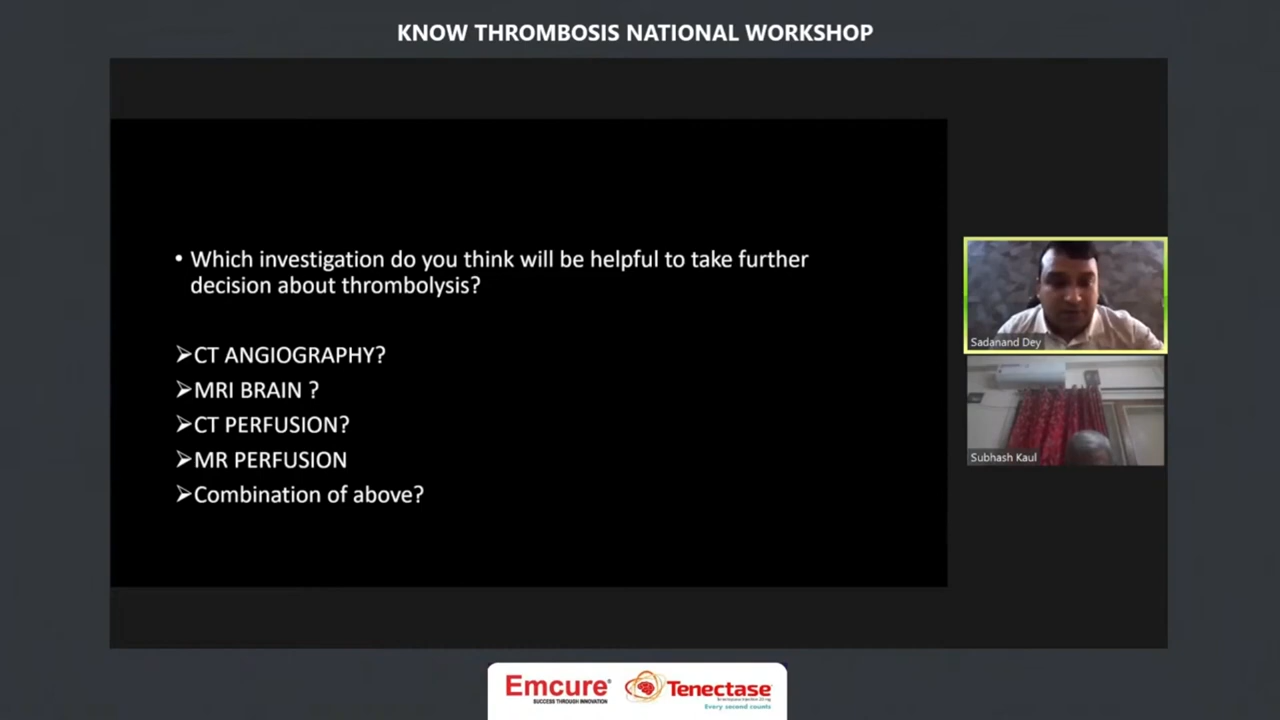 KNOW THROMBOSIS NATIONAL WORKSHOP
• Which investigation do you think will be helpful to take further
decision about thrombolysis?
➢CT ANGIOGRAPHY?
➢MRI BRAIN ?
➢CT PERFUSION?
➢MR PERFUSION
➢Combination of above?
Sadanand Dey
Subhash Kaul
Emcure®
SUCCESS THROUGH INNOVATION
Tenectase
Every second counts